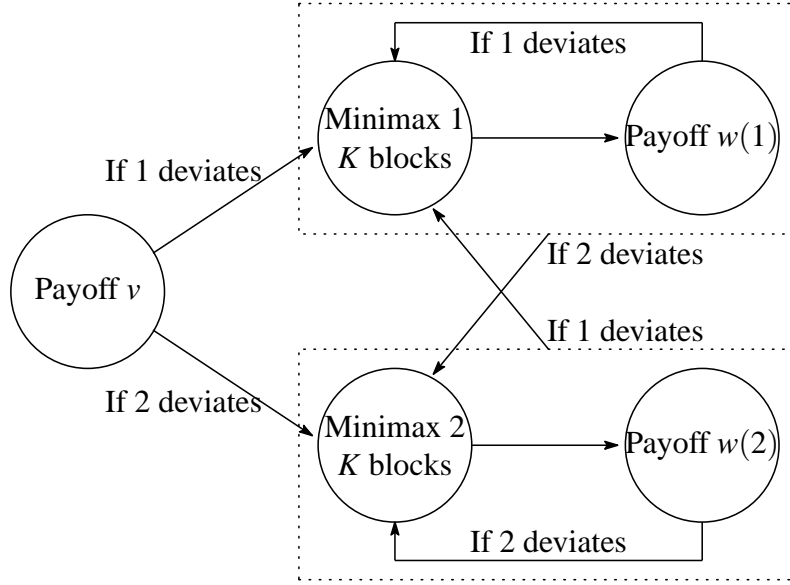 If 1 deviates
Minimax 1
K blocks
Payoff w(1)
If 1 deviates
If 2 deviates
Payoff v
If 1 deviates
If 2 deviates
Minimax 2
K blocks
Payoff w(2)
If 2 deviates